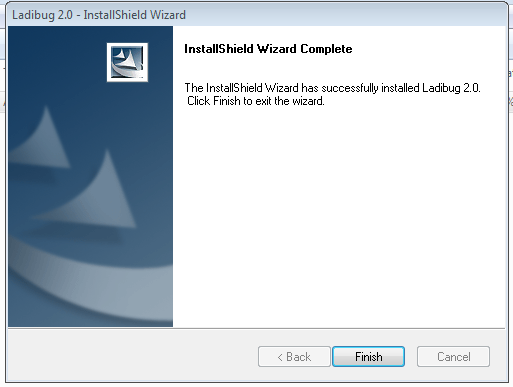 Ladibug 2.0 - InstallShield Wizard
InstallShield Wizard Complete
The InstallShield Wizard has successfully installed Ladibug 2.0.
Click Finish to exit the wizard.
< Back
Finish
Cancel